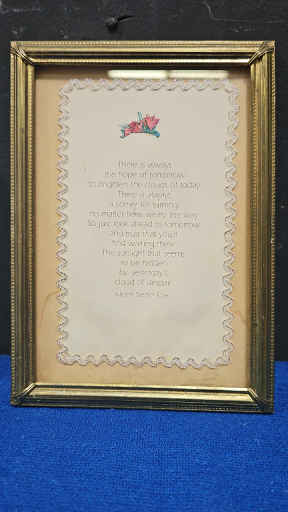 There is always
the hope of tomorrow
to brighten the clouds of today
There is always
a corner for turning
no matter how weary the way
So just look ahead to tomorrow
and trust that you'll find
waiting there
The sunlight that seems
to be hidden
by yesterday's
cloud of despair